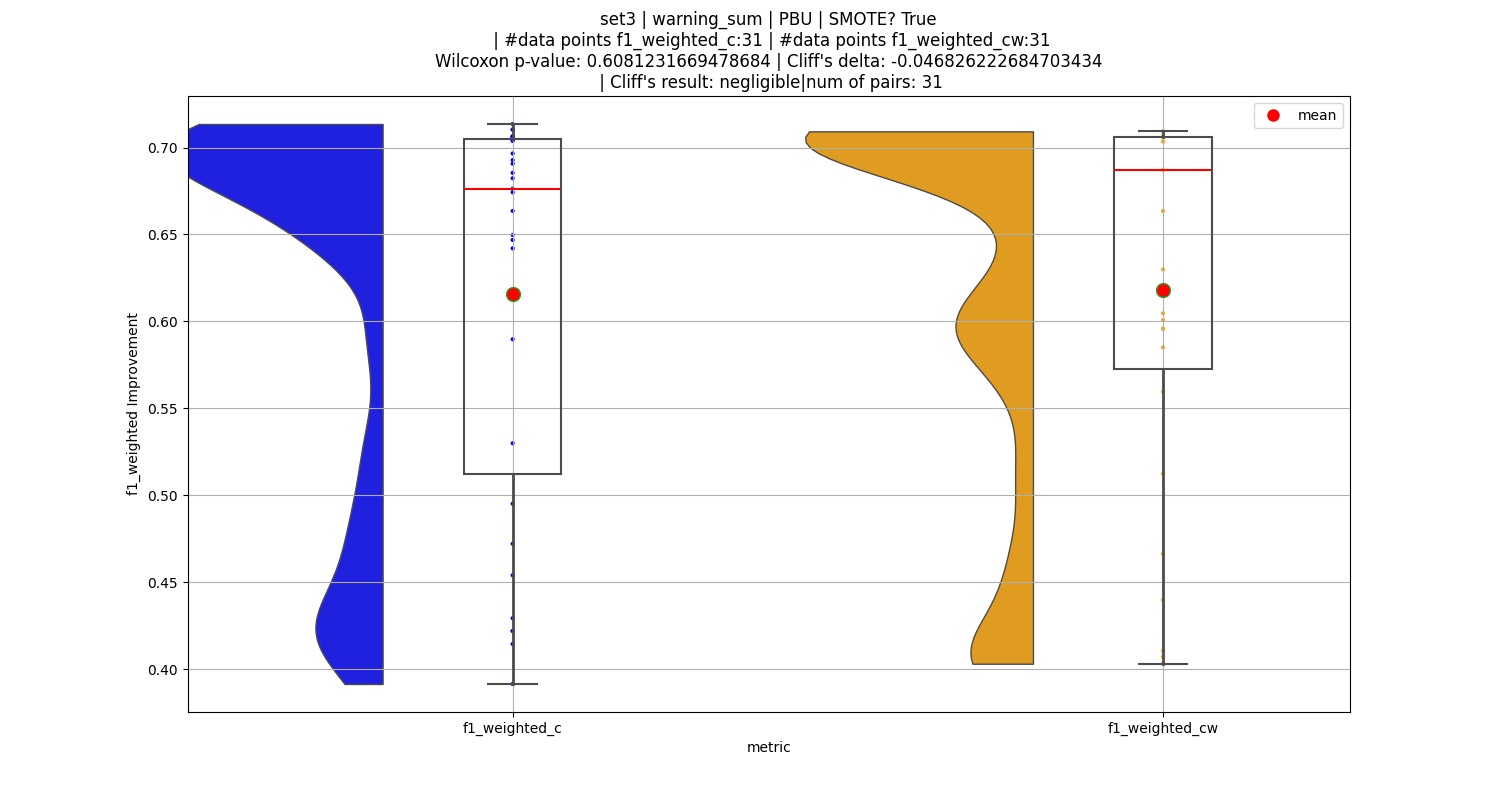 set3 | warning_sum | PBU | SMOTE? True
| #data points f1_weighted_c:31 | #data points f1_weighted_cw:31
Wilcoxon p-value: 0.6081231669478684 | Cliff's delta: -0.046826222684703434
| Cliff's result: negligible|num of pairs: 31
mean
f1_weighted Improvement
0.70
0.65
0.60
0.55
0.50
0.45
0.40
f1_weighted_c
f1_weighted_cw
metric